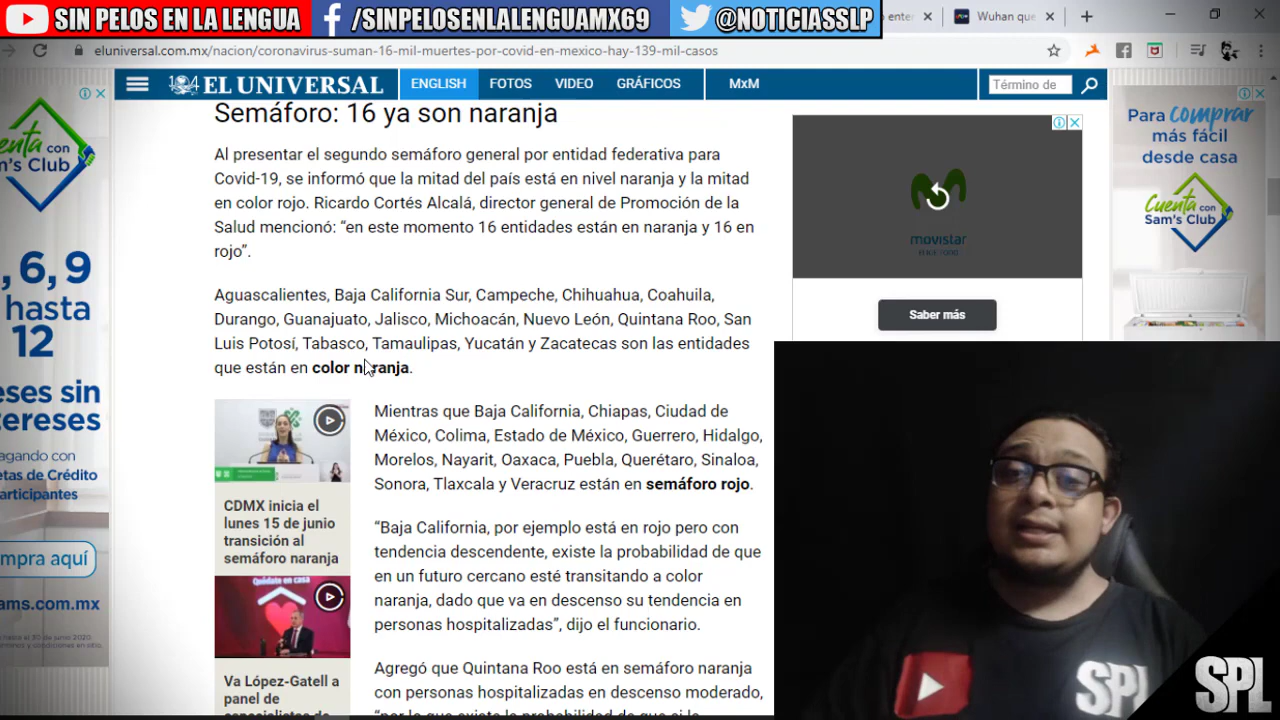 SIN PELOS EN LA LENGUA
/SINPELOSENLALENGUAMX69
@NOTICIASSLP
enter
Wuhan que
eluniversal.com.mx/nacion/coronavirus-suman-16-mil-muertes-por-covid-en-mexico-hay-139-mil-casos
104 EL UNIVERSAL
ENGLISH
FOTOS
VIDEO
GRÁFICOS
MxM
Término de
Semáforo: 16 ya son naranja
Al presentar el segundo semáforo general por entidad federativa para
Covid-19, se informó que la mitad del país está en nivel naranja y la mitad
en color rojo. Ricardo Cortés Alcalá, director general de Promoción de la
Salud mencionó: “en este momento 16 entidades están en naranja y 16 en
rojo”.
Aguascalientes, Baja California Sur, Campeche, Chihuahua, Coahuila,
Durango, Guanajuato, Jalisco, Michoacán, Nuevo León, Quintana Roo, San
Luis Potosí, Tabasco, Tamaulipas, Yucatán y Zacatecas son las entidades
que están en color naranja.
Mientras que Baja California, Chiapas, Ciudad de
México, Colima, Estado de México, Guerrero, Hidalgo,
Morelos, Nayarit, Oaxaca, Puebla, Querétaro, Sinaloa,
Sonora, Tlaxcala y Veracruz están en semáforo rojo.
“Baja California, por ejemplo está en rojo pero con
tendencia descendente, existe la probabilidad de que
en un futuro cercano esté transitando a color
naranja, dado que va en descenso su tendencia en
personas hospitalizadas”, dijo el funcionario.
Agregó que Quintana Roo está en semáforo naranja
con personas hospitalizadas en descenso moderado,
CDMX inicia el
lunes 15 de junio
transición al
semáforo naranja
Quédate en casa
Va López-Gatell a
panel de
Cuenta con
Sam's Club
, 6, 9
hasta
12
eses sin
tereses
agando con
etas de Crédito
articipantes
mpra aquí
ams.com.mx
movistar
Saber más
Para comprar
más fácil
desde casa
Cuenta con
Sam's Club
SPL
SPL